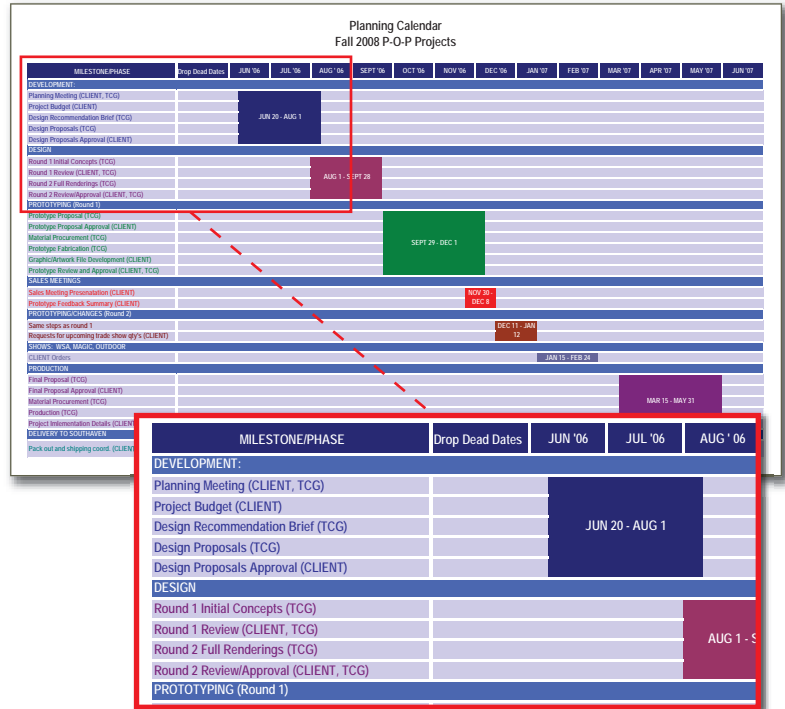 Planning Calendar
Fall 2008 P-O-P Projects
MILESTONE/PHASE Drop Dead Dates JUN '06 JUL '06 AUG ' 06 SEPT '06 OCT '06 NOV '06 DEC '06 JAN '07 FEB '07 MAR '07 APR '07 MAY '07 JUN '07
DEVELOPMENT:
Planning Meeting (CLIENT, TCG)
Project Budget (CLIENT)
Design Recommendation Brief (TCG)
JUN 20 - AUG 1
Design Proposals (TCG)
Design Proposals Approval (CLIENT)
DESIGN
Round 1 Initial Concepts (TCG)
Round 1 Review (CLIENT, TCG)
AUG 1 - SEPT 28
Round 2 Full Renderings (TCG)
Round 2 Review/Approval (CLIENT, TCG)
PROTOTYPING (Round 1)
Prototype Proposal (TCG)
Prototype Proposal Approval (CLIENT)
Material Procurement (TCG)
SEPT 29 - DEC 1
Prototype Fabrication (TCG)
Graphic/Artwork File Development (CLIENT)
Prototype Review and Approval (CLIENT, TCG)
SALES MEETINGS
Sales Meeting Presenatation (CLIENT)
NOV 30 -
DEC 8
Prototype Feedback Summary (CLIENT)
PROTOTYPING/CHANGES (Round 2)
Same steps as round 1
DEC 11 - JAN
12
Requests for upcoming trade show qty's (CLIENT)
SHOWS: WSA, MAGIC, OUTDOOR
CLIENT Orders JAN 15 - FEB 24
PRODUCTION
Final Proposal (TCG)
Final Proposal Approval (CLIENT)
Material Procurement (TCG)
MAR 15 - MAY 31
Production (TCG)
Project Imlementation Details (CLIENT
DELIVERY TO SOUTHAVEN
Pack out and shipping coord. (CLIENT
MILESTONE/PHASE Drop Dead Dates JUN '06 JUL '06 AUG ' 06
DEVELOPMENT:
Planning Meeting (CLIENT, TCG)
Project Budget (CLIENT)
Design Recommendation Brief (TCG) JUN 20 - AUG 1
Design Proposals (TCG)
Design Proposals Approval (CLIENT)
DESIGN
Round 1 Initial Concepts (TCG)
Round 1 Review (CLIENT, TCG)
AUG 1 - S
Round 2 Full Renderings (TCG)
Round 2 Review/Approval (CLIENT, TCG)
PROTOTYPING (Round 1)